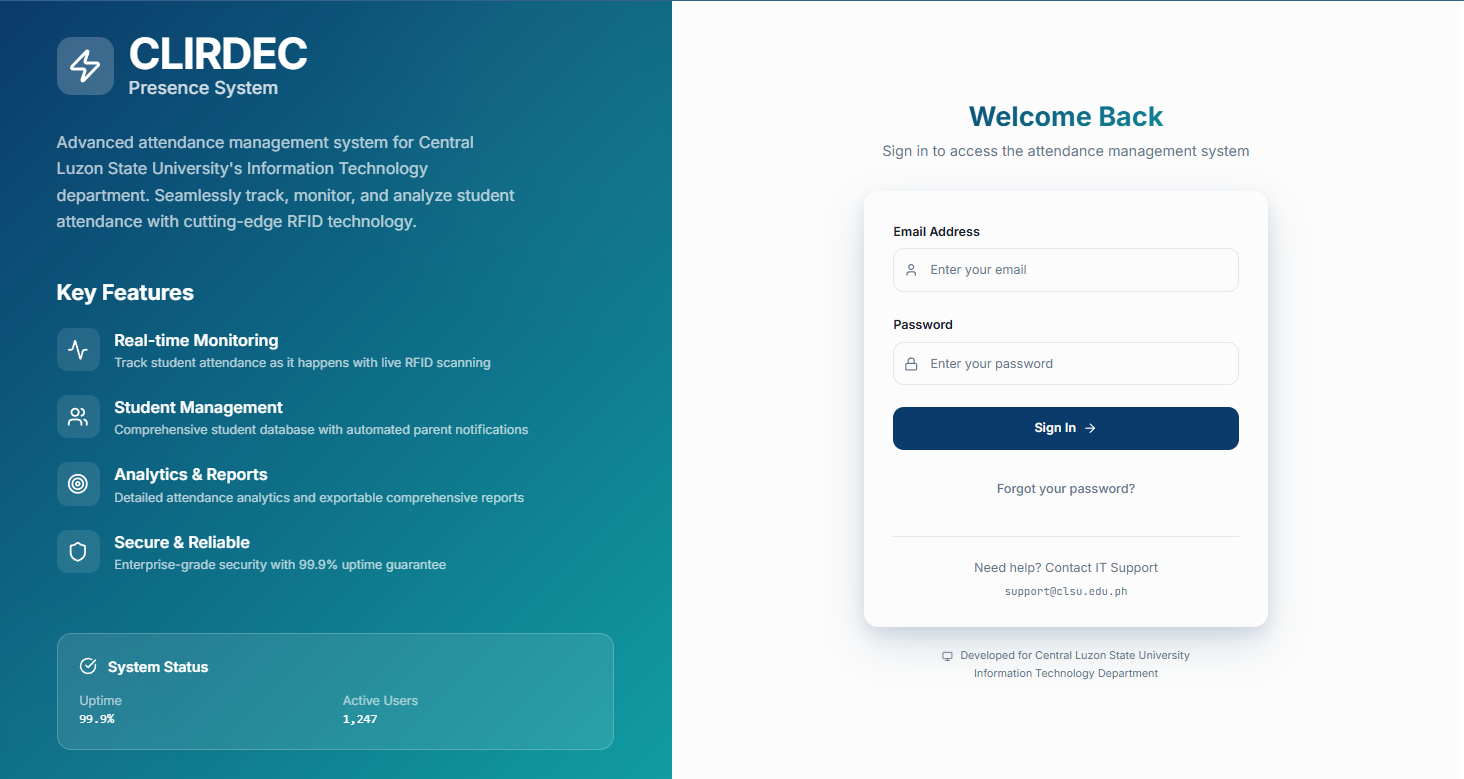 CLIRDEC
Presence System
Advanced attendance management system for Central
Luzon State University's Information Technology
department. Seamlessly track, monitor, and analyze student
attendance with cutting-edge RFID technology.
Key Features
Real-time Monitoring
Track student attendance as it happens with live RFID scanning
Student Management
Comprehensive student database with automated parent notifications
Analytics & Reports
Detailed attendance analytics and exportable comprehensive reports
Secure & Reliable
Enterprise-grade security with 99.9% uptime guarantee
System Status
Uptime
99.9%
Active Users
1,247
Welcome Back
Sign in to access the attendance management system
Email Address
Enter your email
Password
Enter your password
Sign In
Forgot your password?
Need help? Contact IT Support
support@clsu.edu.ph
Developed for Central Luzon State University
Information Technology Department